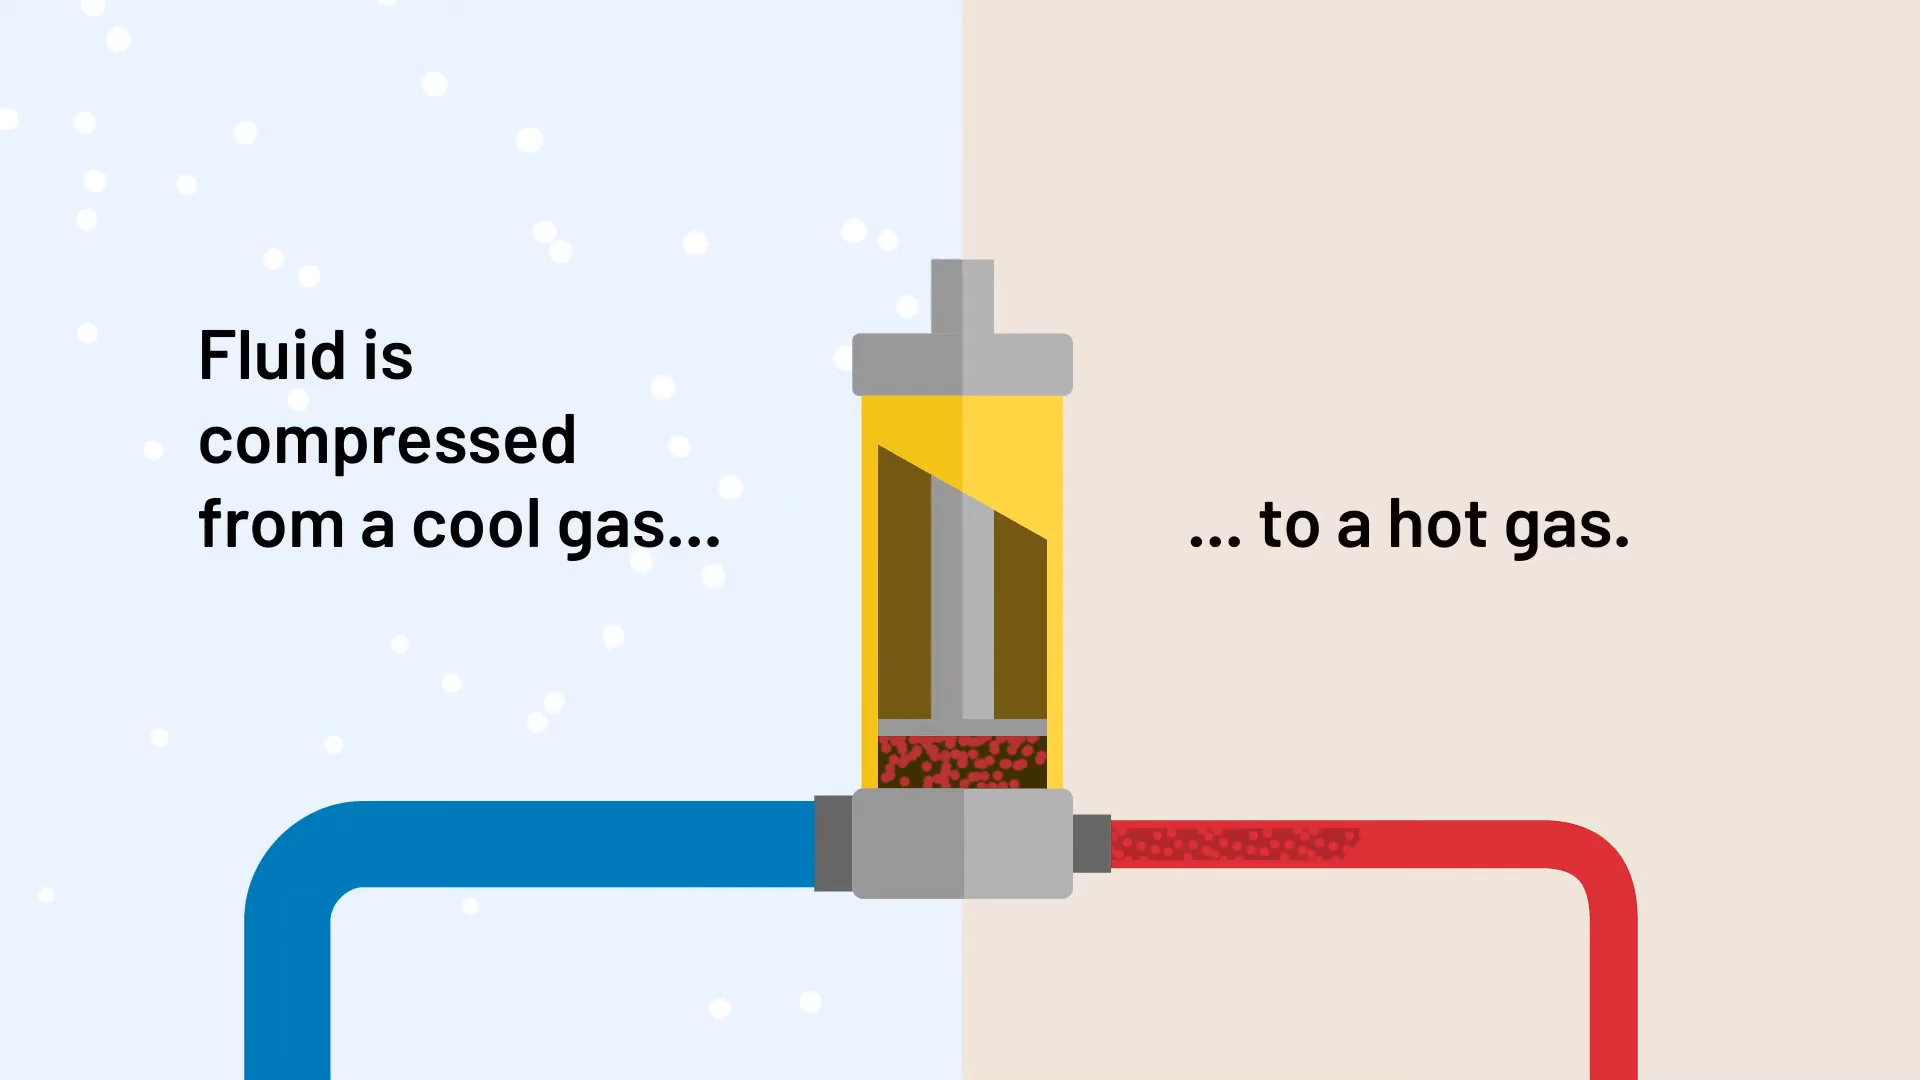 Fluid is
compressed
from a cool gas...
... to a hot gas.